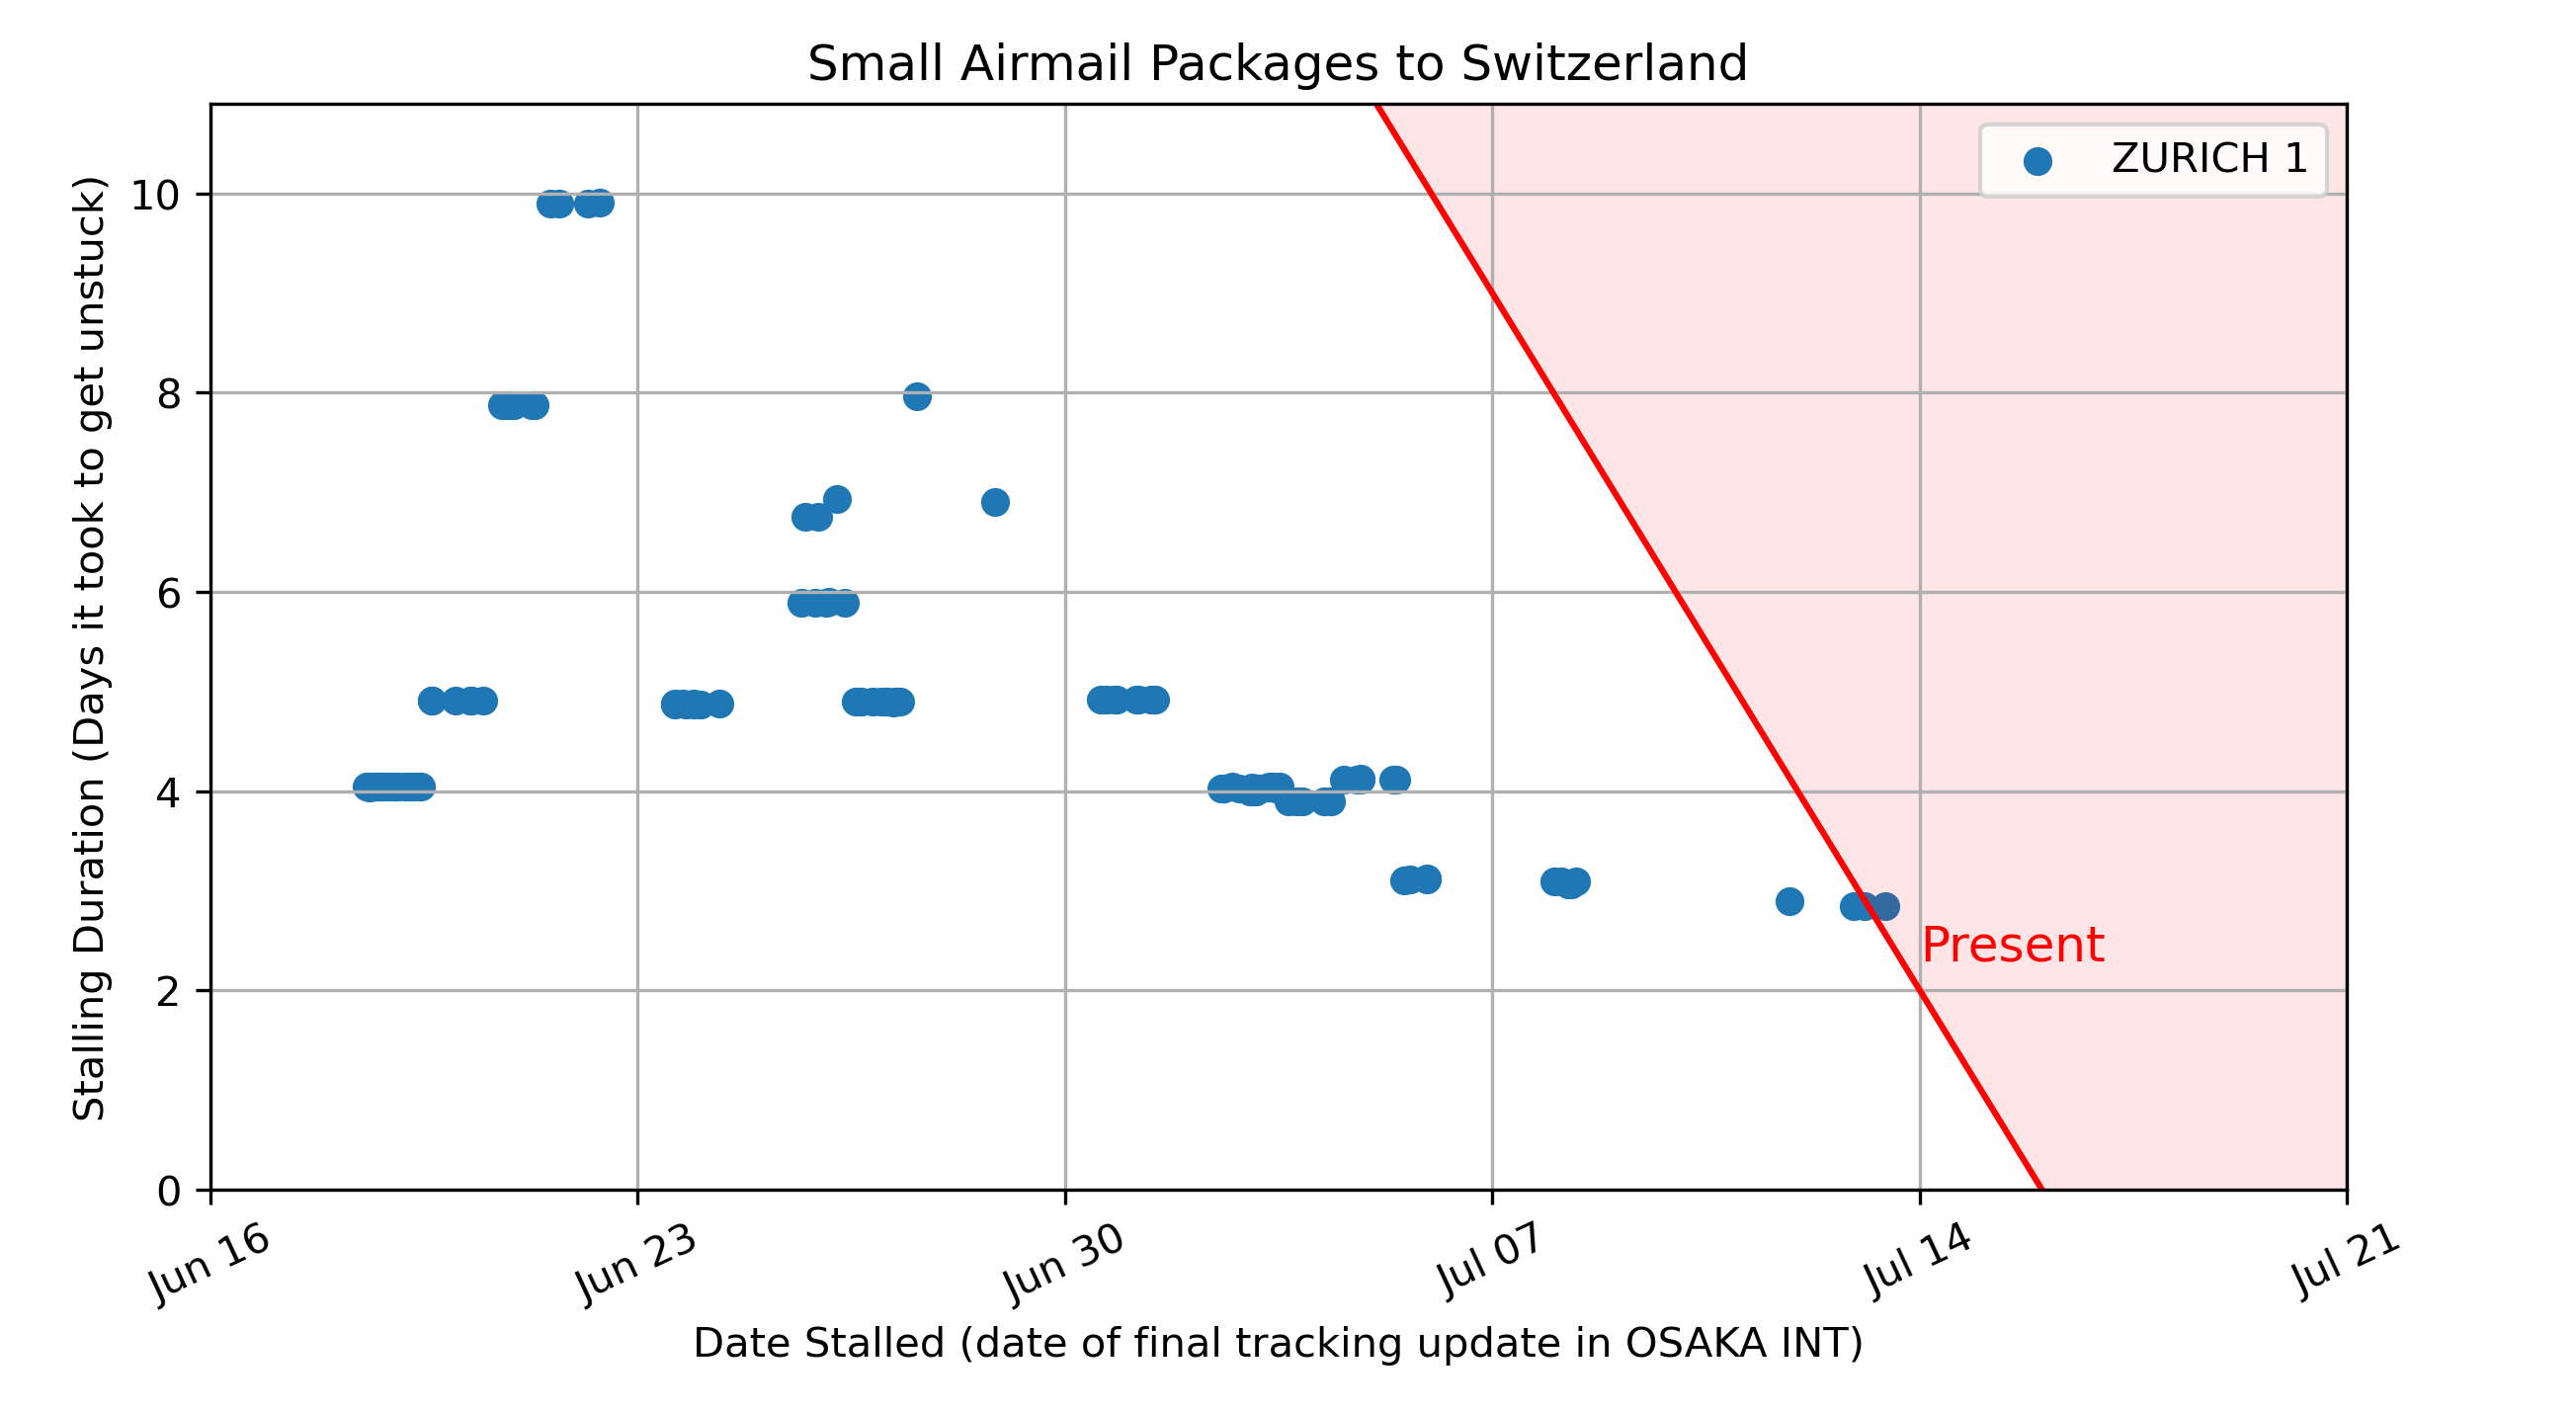 Small Airmail Packages to Switzerland
ZURICH 1
10
8
6
4
2
0
Stalling Duration (Days it took to get unstuck)
Present
Jun 16
Jun 23
Jun 30
Jul 07
Jul 14
Jul 21
Date Stalled (date of final tracking update in OSAKA INT)